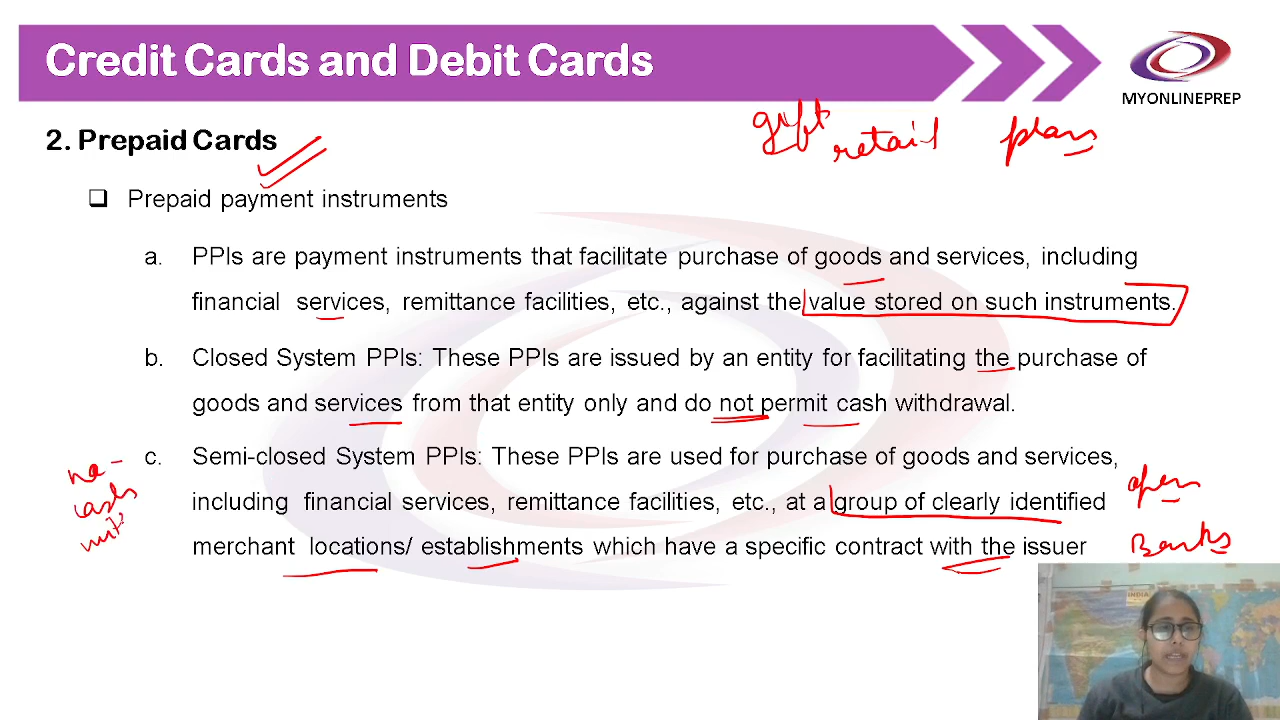 Credit Cards and Debit Cards
MYONLINEPREP
gift retail plans
2. Prepaid Cards
❑ Prepaid payment instruments
a. PPIs are payment instruments that facilitate purchase of goods and services, including
financial services, remittance facilities, etc., against the value stored on such instruments.
b. Closed System PPIs: These PPIs are issued by an entity for facilitating the purchase of
goods and services from that entity only and do not permit cash withdrawal.
c. Semi-closed System PPIs: These PPIs are used for purchase of goods and services,
including financial services, remittance facilities, etc., at a group of clearly identified
merchant locations/ establishments which have a specific contract with the issuer
cash
open
Banks
INDIA